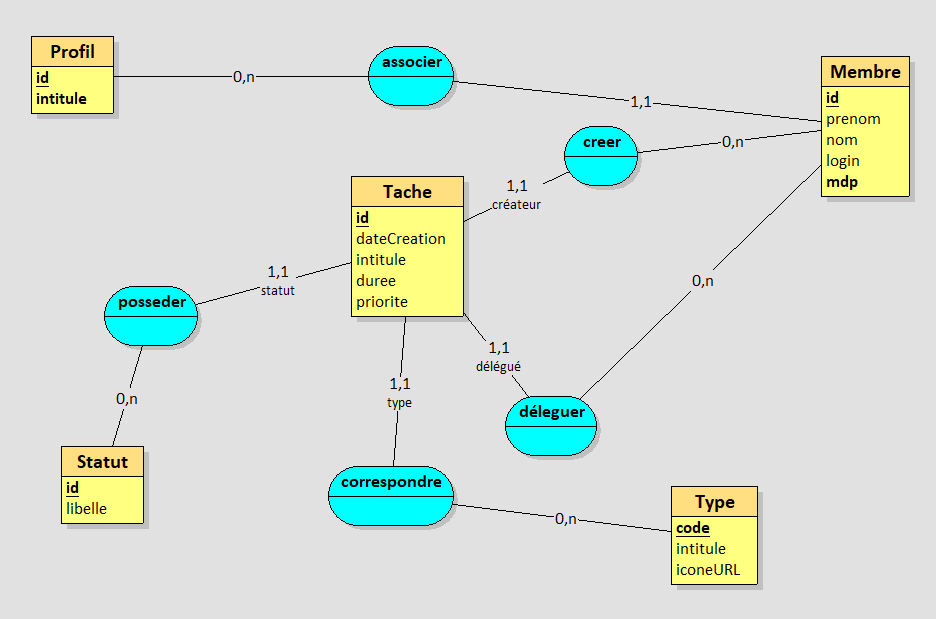 Profil
id
intitule
0,n
associer
1,1
Membre
id
prenom
nom
login
mdp
creer
0,n
1,1
créateur
Tache
id
dateCreation
intitule
duree
priorite
1,1
statut
posseder
0,n
Statut
id
libelle
1,1
type
correspondre
1,1
délégué
déleguer
0,n
0,n
Type
code
intitule
iconeURL